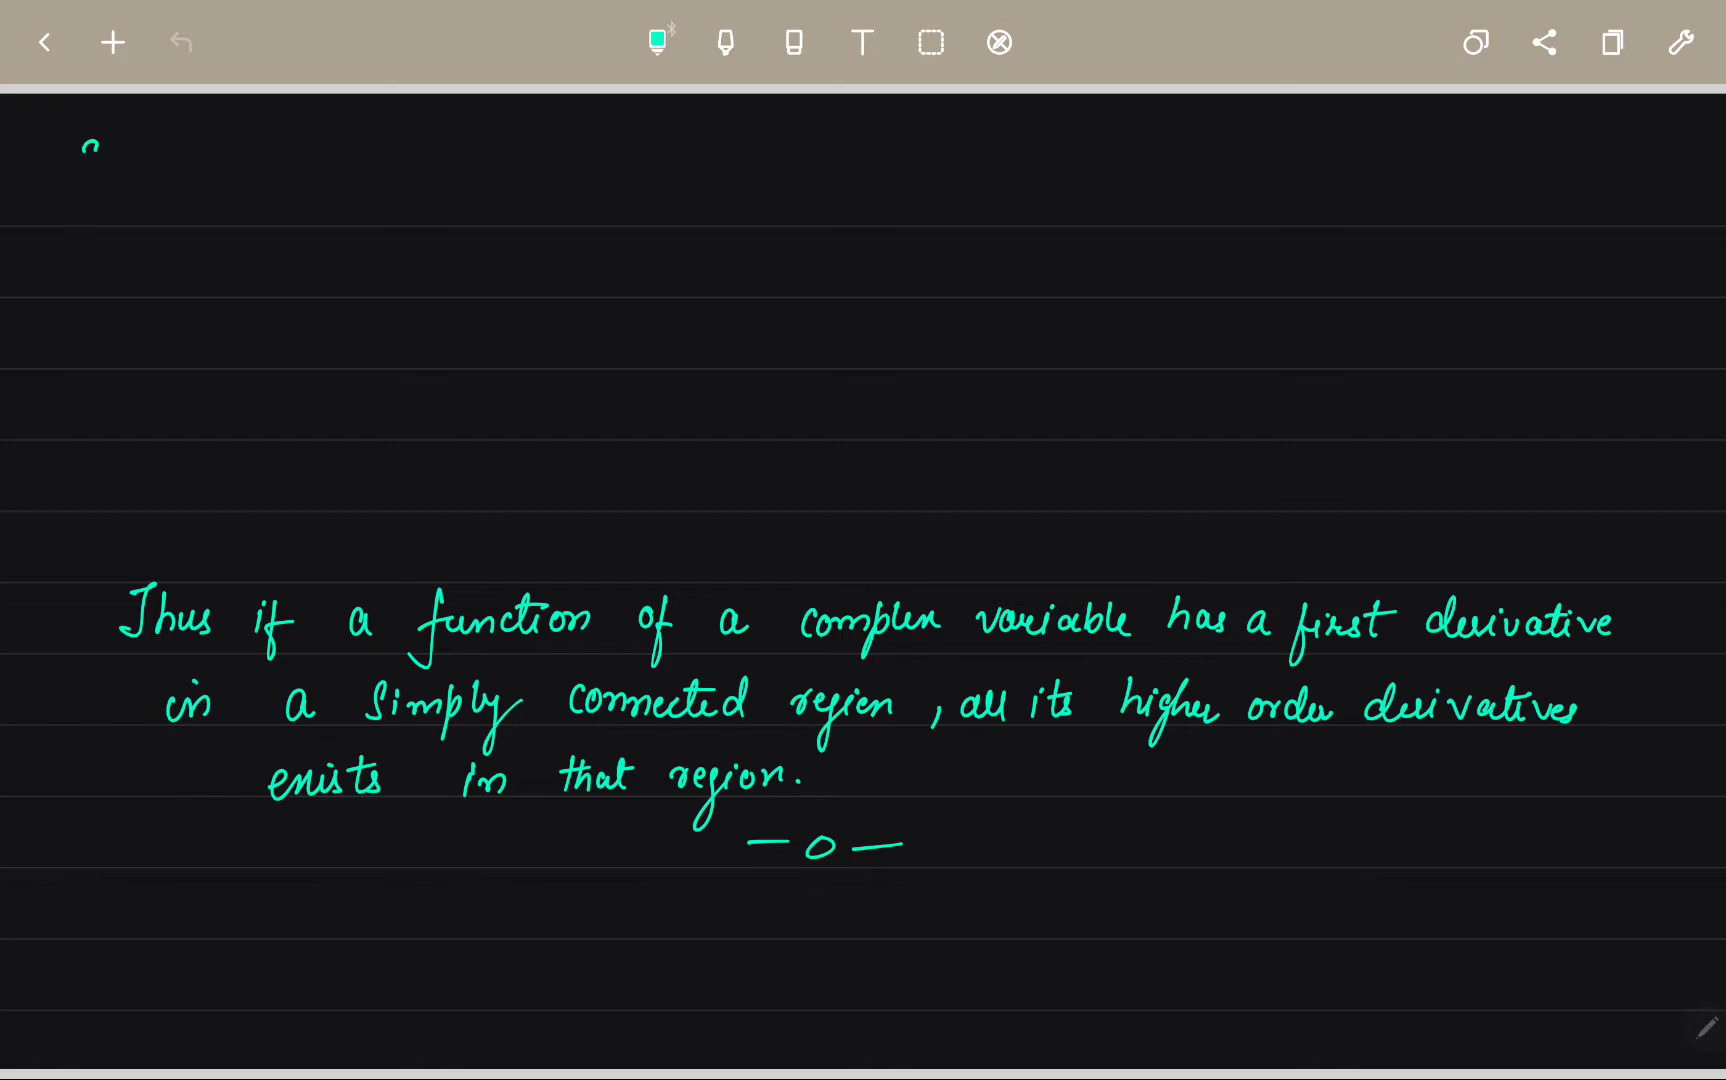 Thus if a function of a complex variable has a first derivative
in a simply connected region, all its higher order derivatives
exists in that region.
— 0 —